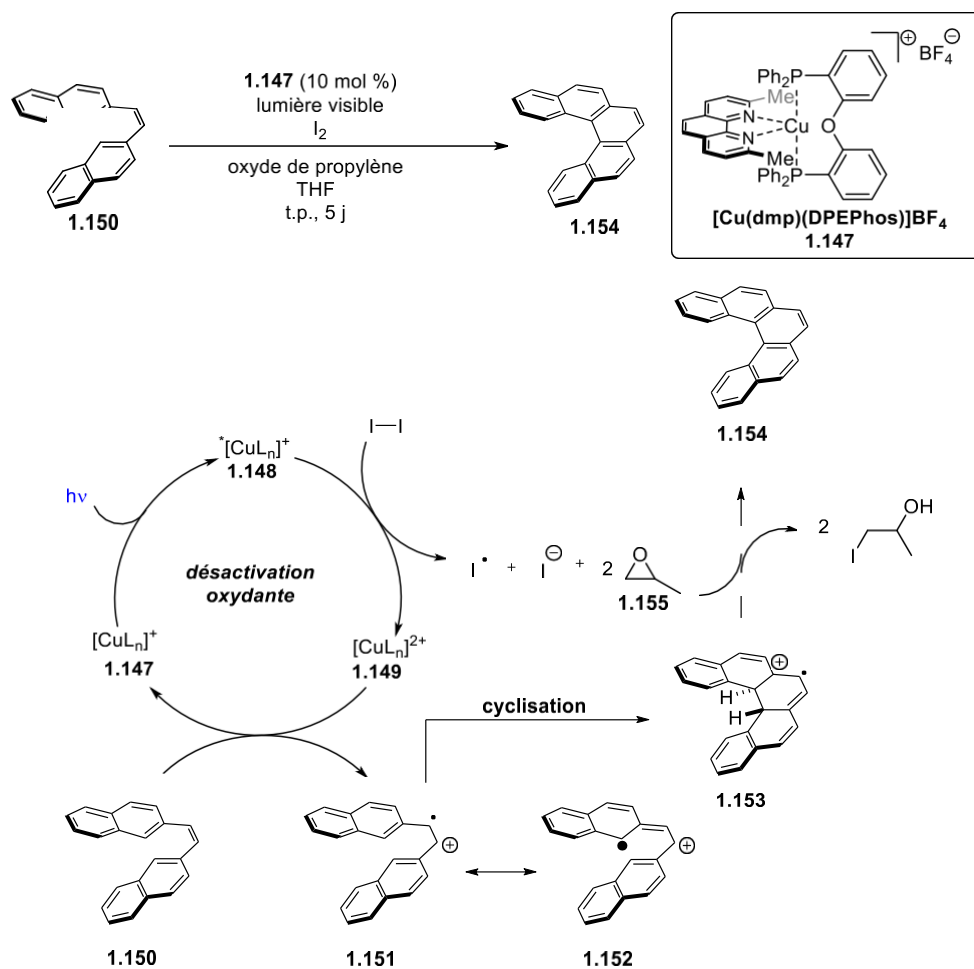 1.150
1.147 (10 mol %)
lumière visible
I2
oxyde de propylène
THF
t.p., 5 j
1.154
⊕
BF4 ⊖
Ph2P
Me
N
Cu
O
N
Me
Ph2P
[Cu(dmp)(DPEPhos)]BF4
1.147
1.154
*[CuLn]+
1.148
I—I
hν
désactivation
oxydante
I• + I⊖ + 2
O
1.155
2
OH
I
[CuLn]+
1.147
[CuLn]2+
1.149
cyclisation
⊕
•
H
H
1.153
1.150
•
⊕
1.151
•
⊕
1.152